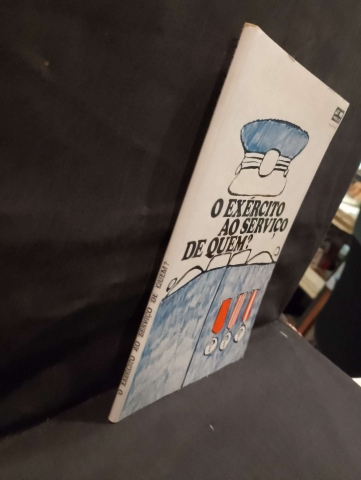 O EXÉRCITO
AO SERVIÇO
DE QUEM?
O EXÉRCITO AO SERVIÇO DE QUEM?